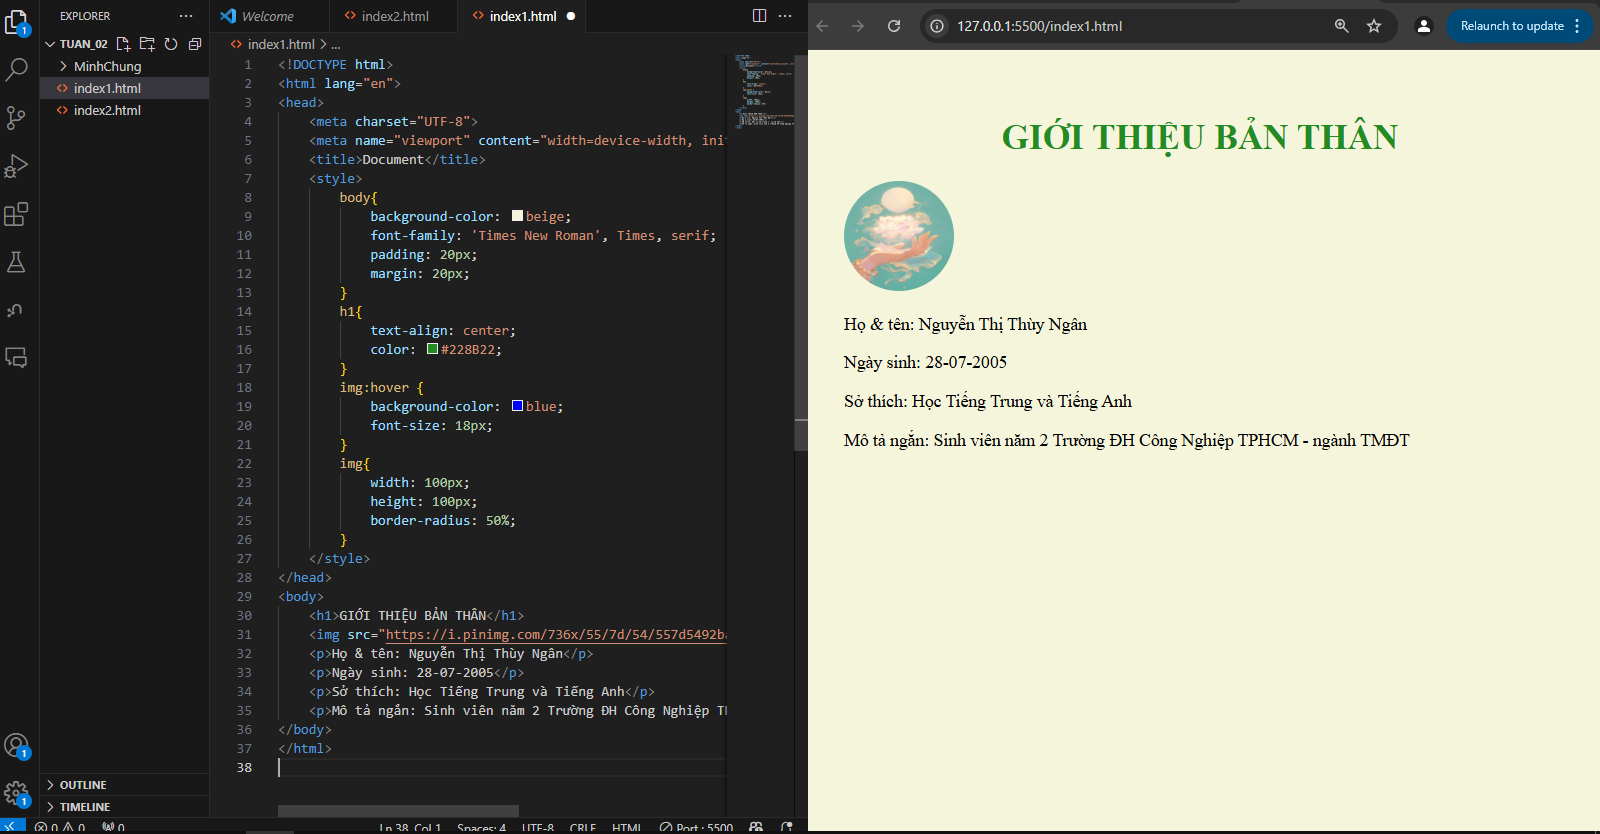 EXPLORER
TUAN_02
MinhChung
index1.html
index2.html
OUTLINE
TIMELINE
1
1
1
Welcome
index2.html
index1.html
index1.html > ...
1 <!DOCTYPE html>
2 <html lang="en">
3 <head>
4 <meta charset="UTF-8">
5 <meta name="viewport" content="width=device-width, init
6 <title>Document</title>
7 <style>
8 body{
9 background-color: beige;
10 font-family: 'Times New Roman', Times, serif;
11 padding: 20px;
12 margin: 20px;
13 }
14 h1{
15 text-align: center;
16 color: #228B22;
17 }
18 img:hover {
19 background-color: blue;
20 font-size: 18px;
21 }
22 img{
23 width: 100px;
24 height: 100px;
25 border-radius: 50%;
26 }
27 </style>
28 </head>
29 <body>
30 <h1>GIỚI THIỆU BẢN THÂN</h1>
31 <img src="https://i.pinimg.com/736x/55/7d/54/557d5492ba
32 <p>Họ & tên: Nguyễn Thị Thùy Ngân</p>
33 <p>Ngày sinh: 28-07-2005</p>
34 <p>Sở thích: Học Tiếng Trung và Tiếng Anh</p>
35 <p>Mô tả ngắn: Sinh viên năm 2 Trường ĐH Công Nghiệp TP
36 </body>
37 </html>
38
0 0 0 Ln 38, Col 1 Spaces: 4 UTF-8 CRLF HTML Port : 5500
127.0.0.1:5500/index1.html
Relaunch to update
GIỚI THIỆU BẢN THÂN
Họ & tên: Nguyễn Thị Thùy Ngân
Ngày sinh: 28-07-2005
Sở thích: Học Tiếng Trung và Tiếng Anh
Mô tả ngắn: Sinh viên năm 2 Trường ĐH Công Nghiệp TPHCM - ngành TMĐT